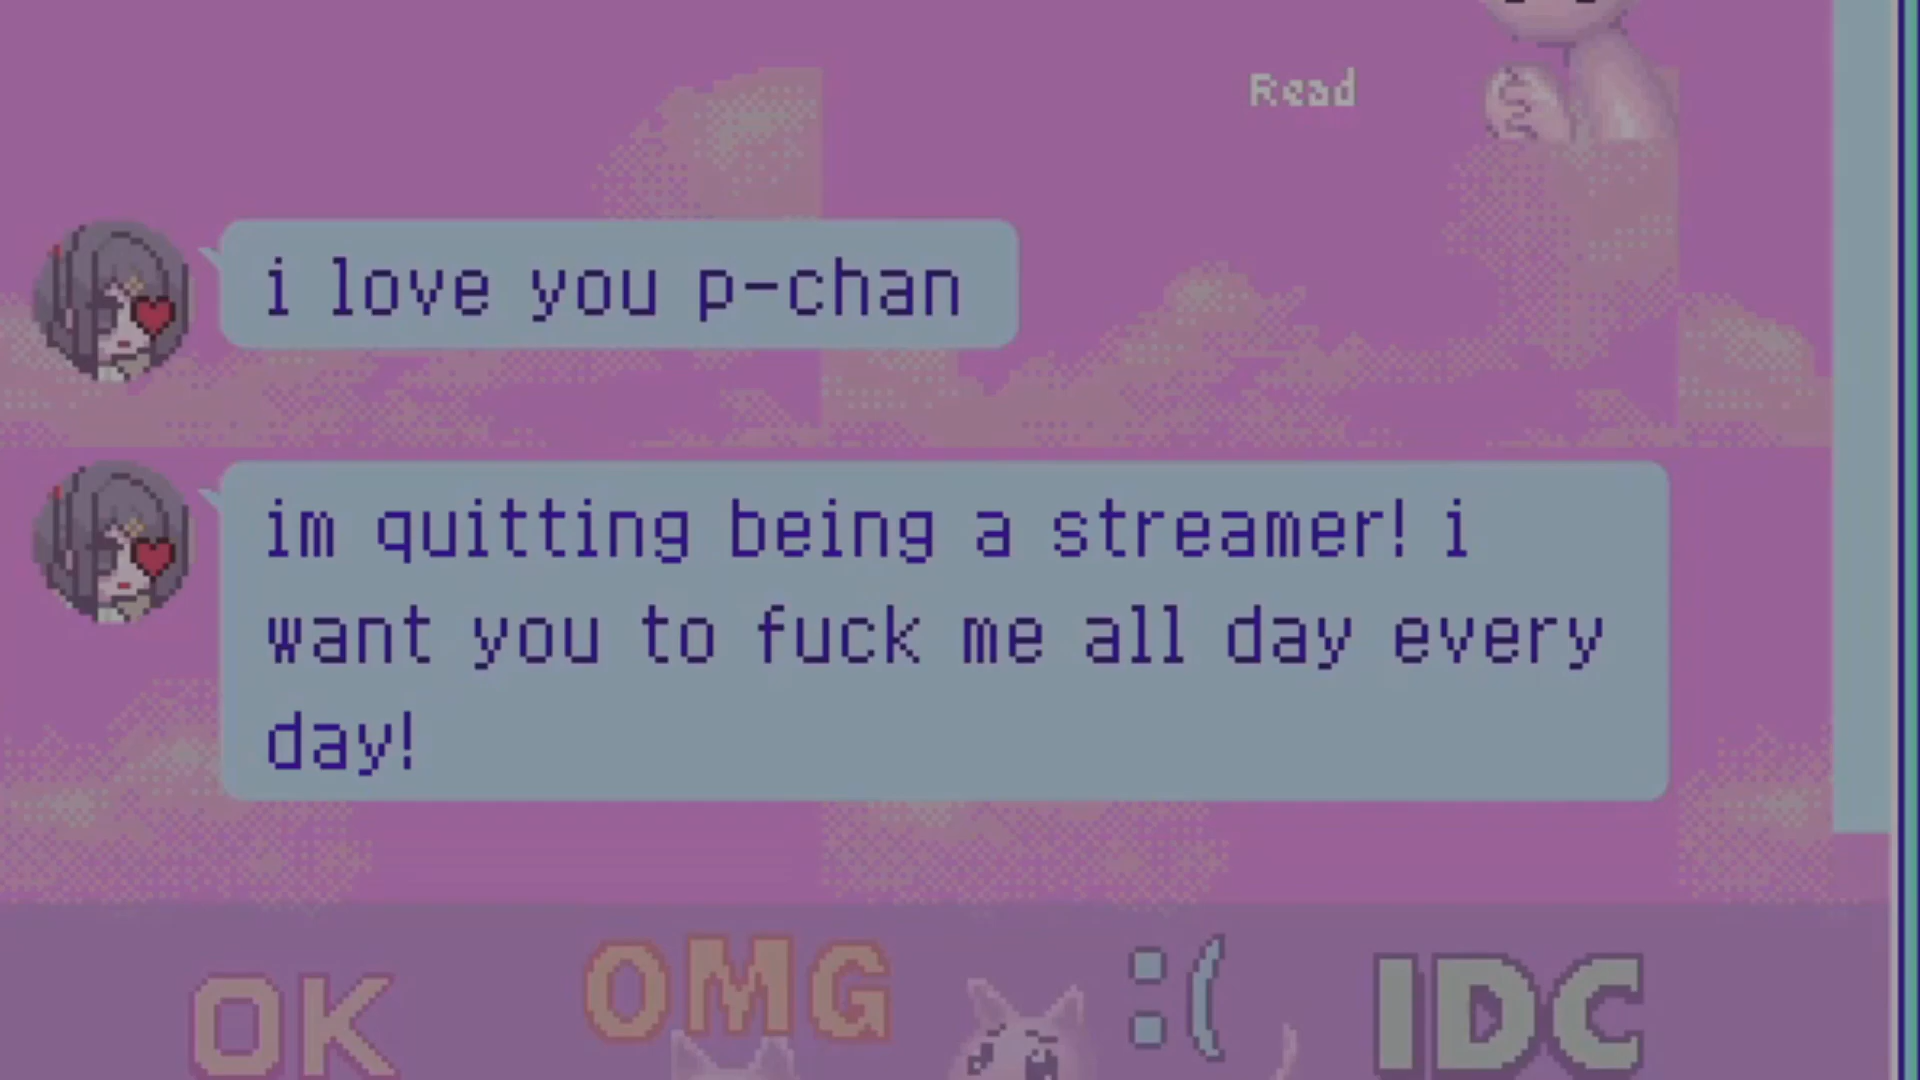 Read
i love you p-chan
im quitting being a streamer! i
want you to fuck me all day every
day!
OK
OMG
:(
IDC